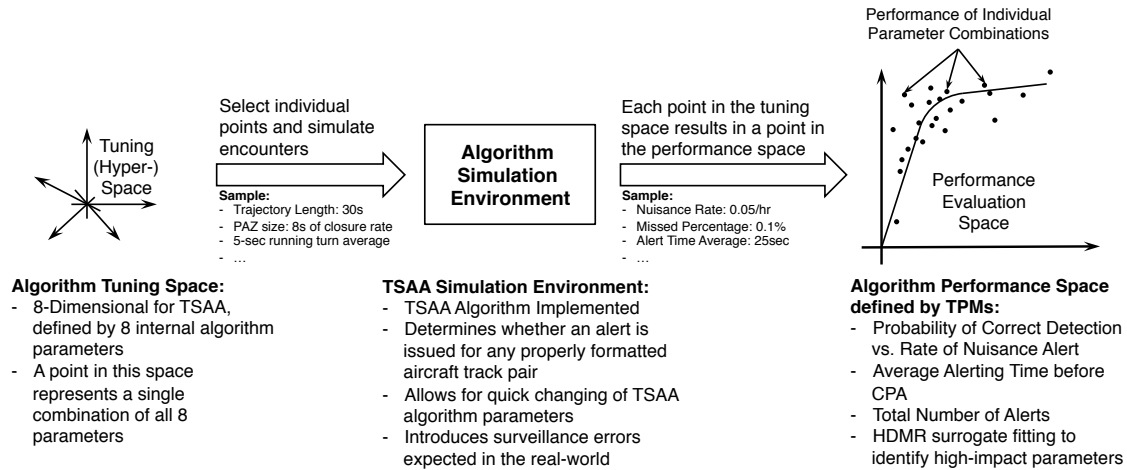 Performance of Individual
Parameter Combinations
Tuning
(Hyper-)
Space
Select individual
points and simulate
encounters
Sample:
- Trajectory Length: 30s
- PAZ size: 8s of closure rate
- 5-sec running turn average
- ...
Algorithm
Simulation
Environment
Each point in the tuning
space results in a point in
the performance space
Sample:
- Nuisance Rate: 0.05/hr
- Missed Percentage: 0.1%
- Alert Time Average: 25sec
- ...
Performance
Evaluation
Space
Algorithm Tuning Space:
- 8-Dimensional for TSAA,
defined by 8 internal algorithm
parameters
- A point in this space
represents a single
combination of all 8
parameters
TSAA Simulation Environment:
- TSAA Algorithm Implemented
- Determines whether an alert is
issued for any properly formatted
aircraft track pair
- Allows for quick changing of TSAA
algorithm parameters
- Introduces surveillance errors
expected in the real-world
Algorithm Performance Space
defined by TPMs:
- Probability of Correct Detection
vs. Rate of Nuisance Alert
- Average Alerting Time before
CPA
- Total Number of Alerts
- HDMR surrogate fitting to
identify high-impact parameters